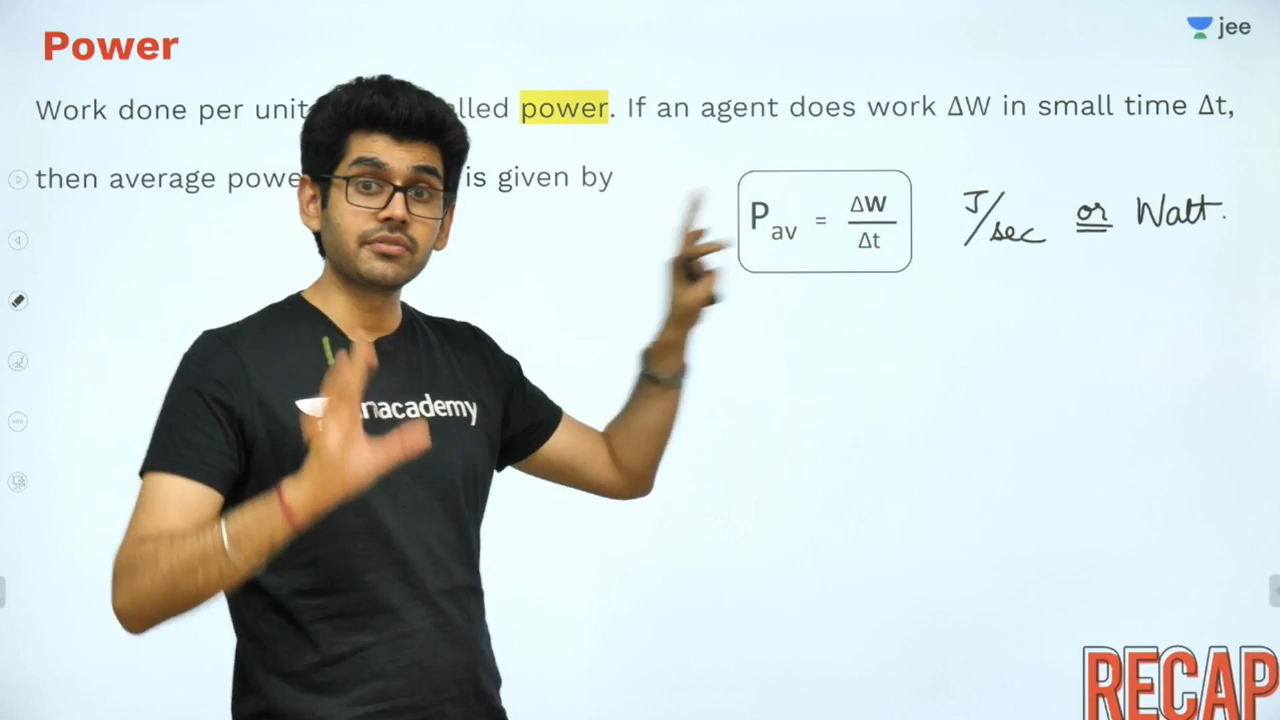 Power
jee
Work done per unit alled power. If an agent does work ΔW in small time Δt,
then average powe is given by
P_av = ΔW/Δt J/sec or Watt.
nacademy
RECAP